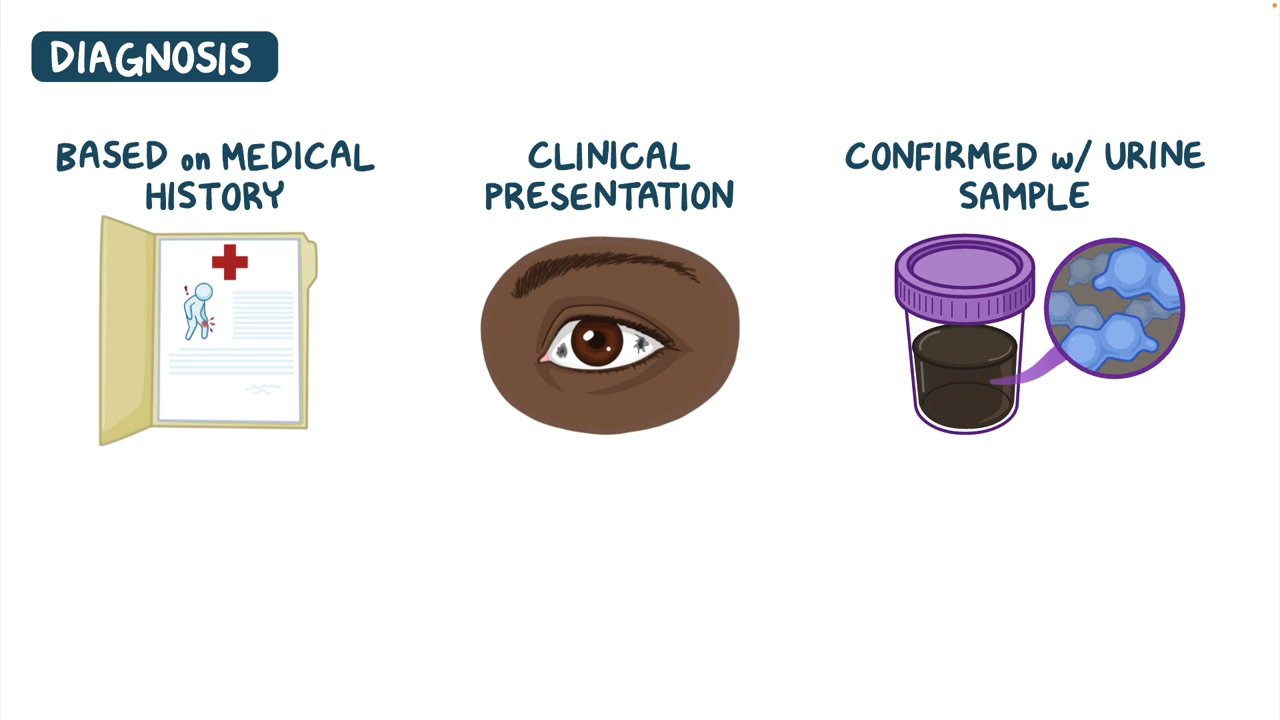 DIAGNOSIS
BASED on MEDICAL
HISTORY
CLINICAL
PRESENTATION
CONFIRMED w/ URINE
SAMPLE